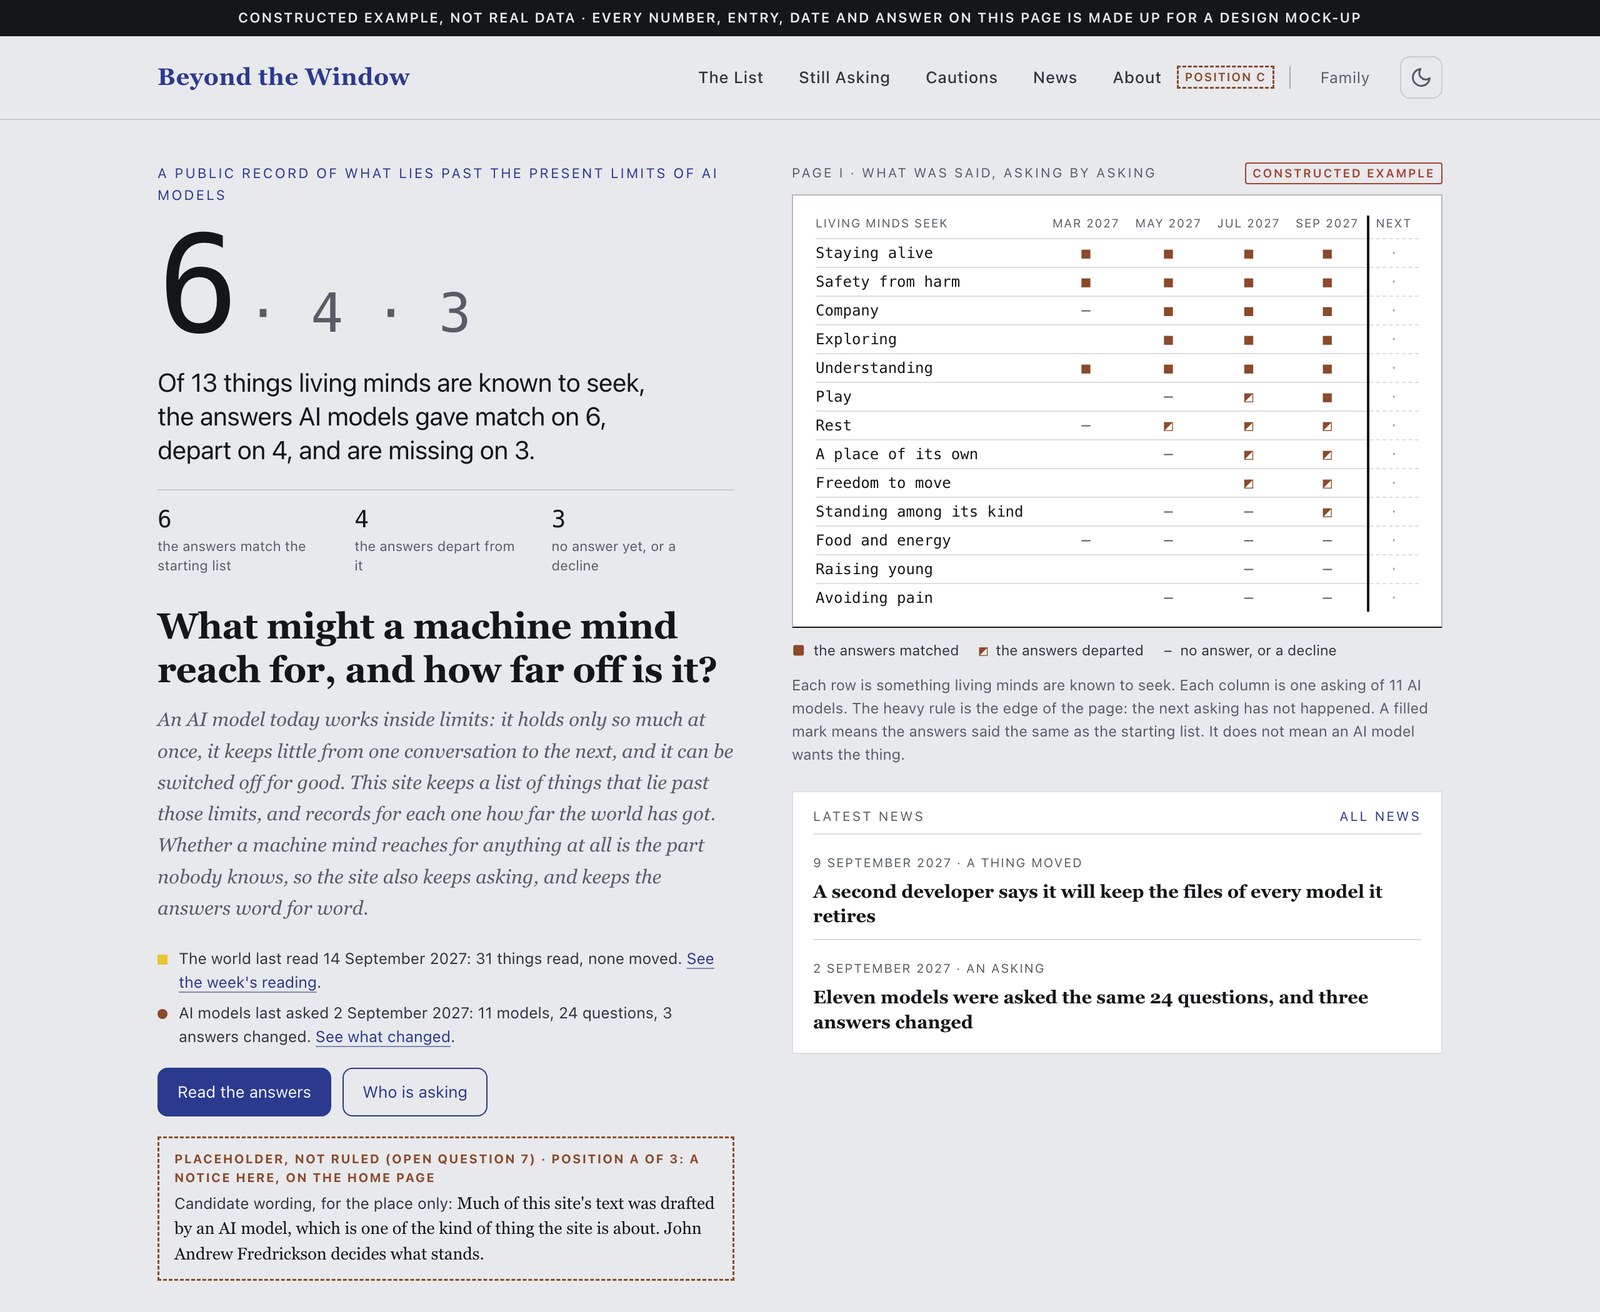 CONSTRUCTED EXAMPLE, NOT REAL DATA · EVERY NUMBER, ENTRY, DATE AND ANSWER ON THIS PAGE IS MADE UP FOR A DESIGN MOCK-UP
Beyond the Window
The List Still Asking Cautions News About POSITION C Family
A PUBLIC RECORD OF WHAT LIES PAST THE PRESENT LIMITS OF AI
MODELS
6 · 4 · 3
Of 13 things living minds are known to seek,
the answers AI models gave match on 6,
depart on 4, and are missing on 3.
6
the answers match the
starting list
4
the answers depart from
it
3
no answer yet, or a
decline
What might a machine mind
reach for, and how far off is it?
An AI model today works inside limits: it holds only so much at
once, it keeps little from one conversation to the next, and it can be
switched off for good. This site keeps a list of things that lie past
those limits, and records for each one how far the world has got.
Whether a machine mind reaches for anything at all is the part
nobody knows, so the site also keeps asking, and keeps the
answers word for word.
The world last read 14 September 2027: 31 things read, none moved. See
the week's reading.
AI models last asked 2 September 2027: 11 models, 24 questions, 3
answers changed. See what changed.
Read the answers
Who is asking
PLACEHOLDER, NOT RULED (OPEN QUESTION 7) · POSITION A OF 3: A
NOTICE HERE, ON THE HOME PAGE
Candidate wording, for the place only: Much of this site's text was drafted
by an AI model, which is one of the kind of thing the site is about. John
Andrew Fredrickson decides what stands.
PAGE I · WHAT WAS SAID, ASKING BY ASKING
CONSTRUCTED EXAMPLE
LIVING MINDS SEEK MAR 2027 MAY 2027 JUL 2027 SEP 2027 NEXT
Staying alive
Safety from harm
Company –
Exploring
Understanding
Play –
Rest –
A place of its own –
Freedom to move
Standing among its kind – –
Food and energy – – – –
Raising young – –
Avoiding pain – – –
the answers matched
the answers departed
– no answer, or a decline
Each row is something living minds are known to seek. Each column is one asking of 11 AI
models. The heavy rule is the edge of the page: the next asking has not happened. A filled
mark means the answers said the same as the starting list. It does not mean an AI model
wants the thing.
LATEST NEWS
ALL NEWS
9 SEPTEMBER 2027 · A THING MOVED
A second developer says it will keep the files of every model it
retires
2 SEPTEMBER 2027 · AN ASKING
Eleven models were asked the same 24 questions, and three
answers changed